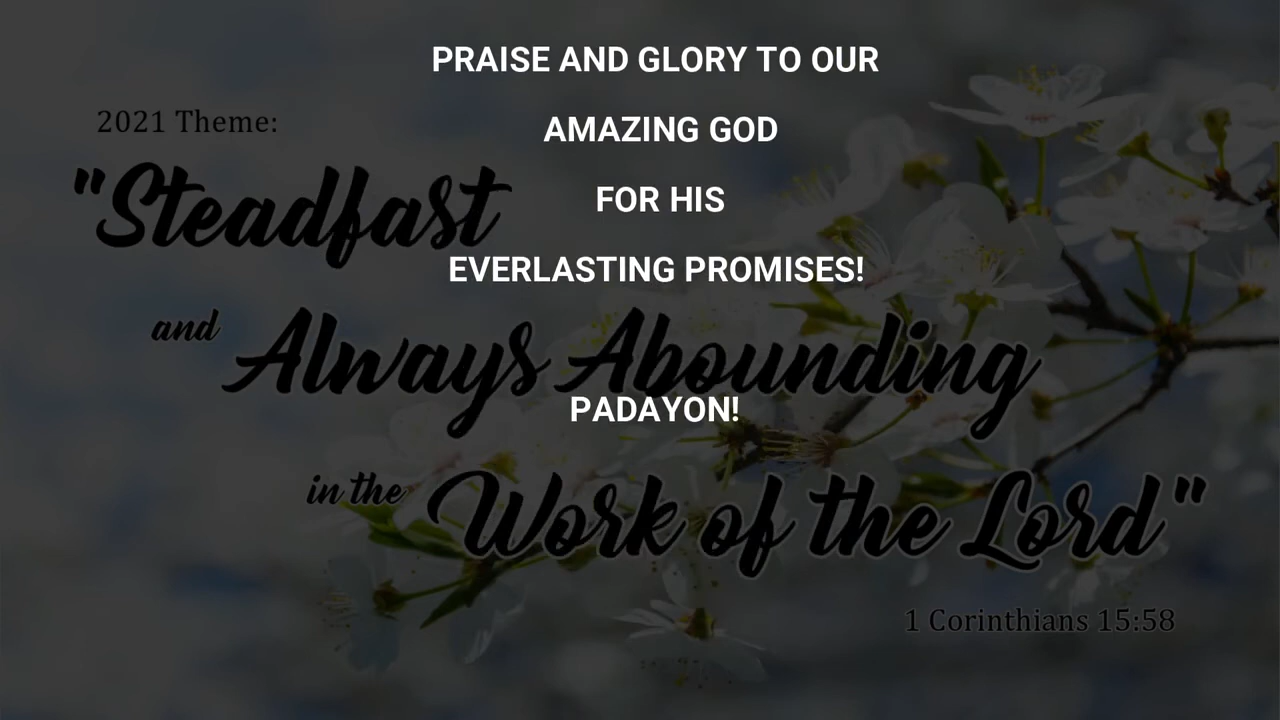 PRAISE AND GLORY TO OUR
AMAZING GOD
FOR HIS
EVERLASTING PROMISES!
PADAYON!
2021 Theme:
"Steadfast
and Always Abounding
in the Work of the Lord"
1 Corinthians 15:58